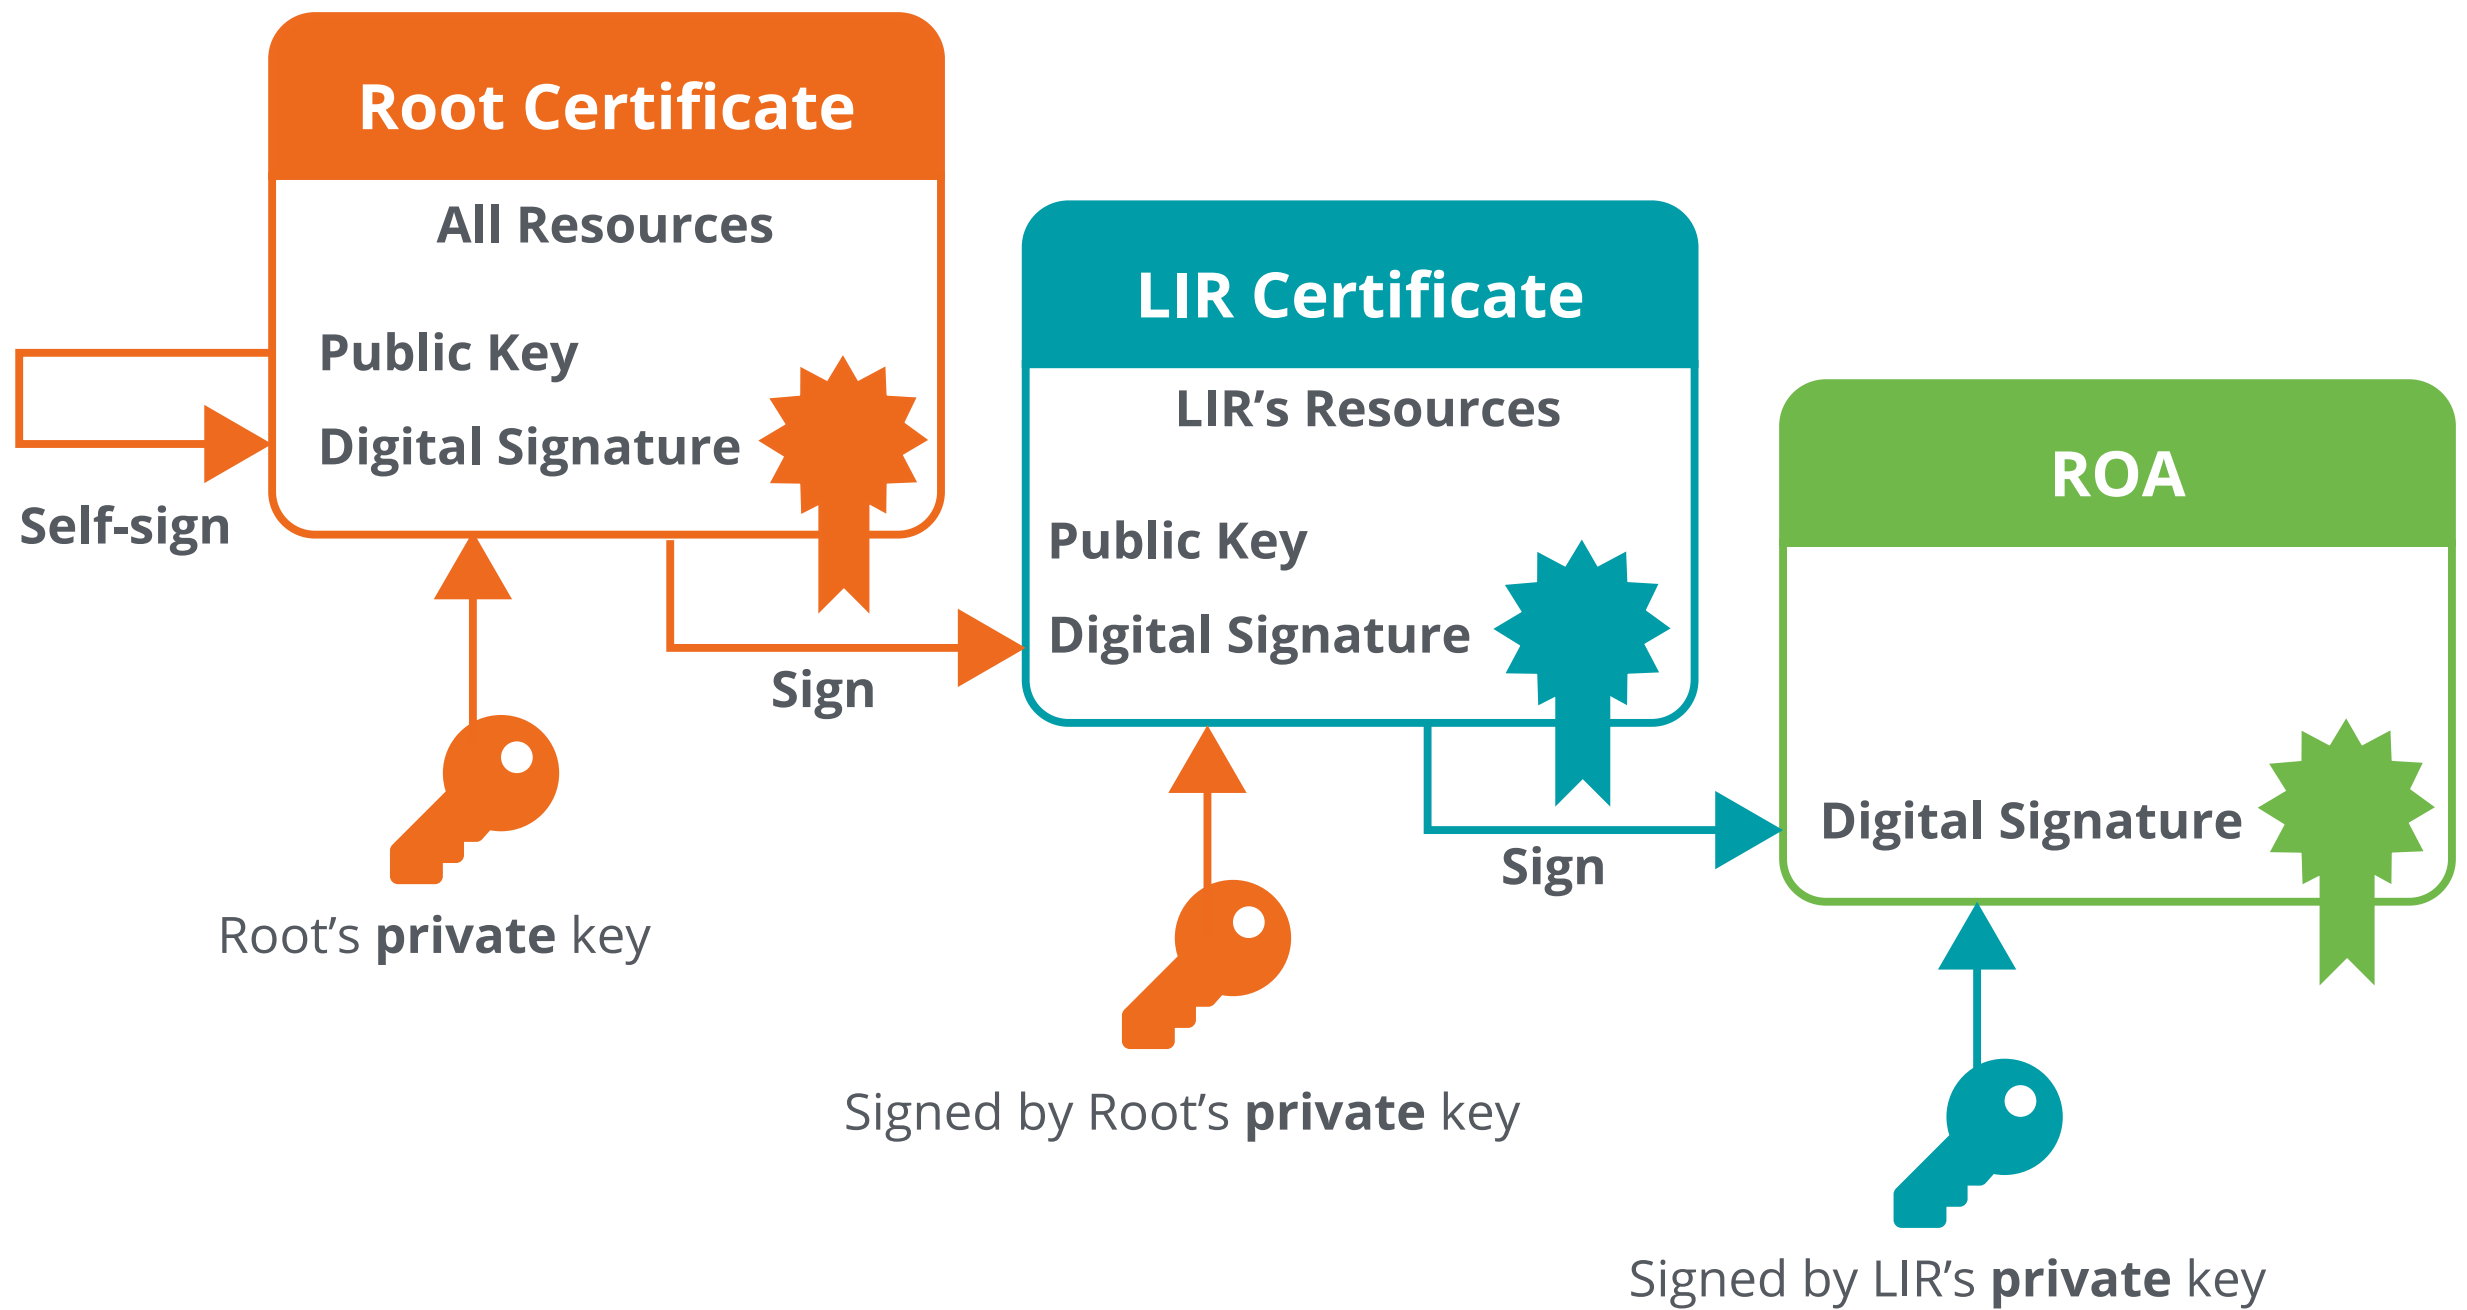 Root Certificate
All Resources
Public Key
Digital Signature
Self-sign
Root’s private key
Sign
LIR Certificate
LIR’s Resources
Public Key
Digital Signature
Signed by Root’s private key
Sign
ROA
Digital Signature
Signed by LIR’s private key